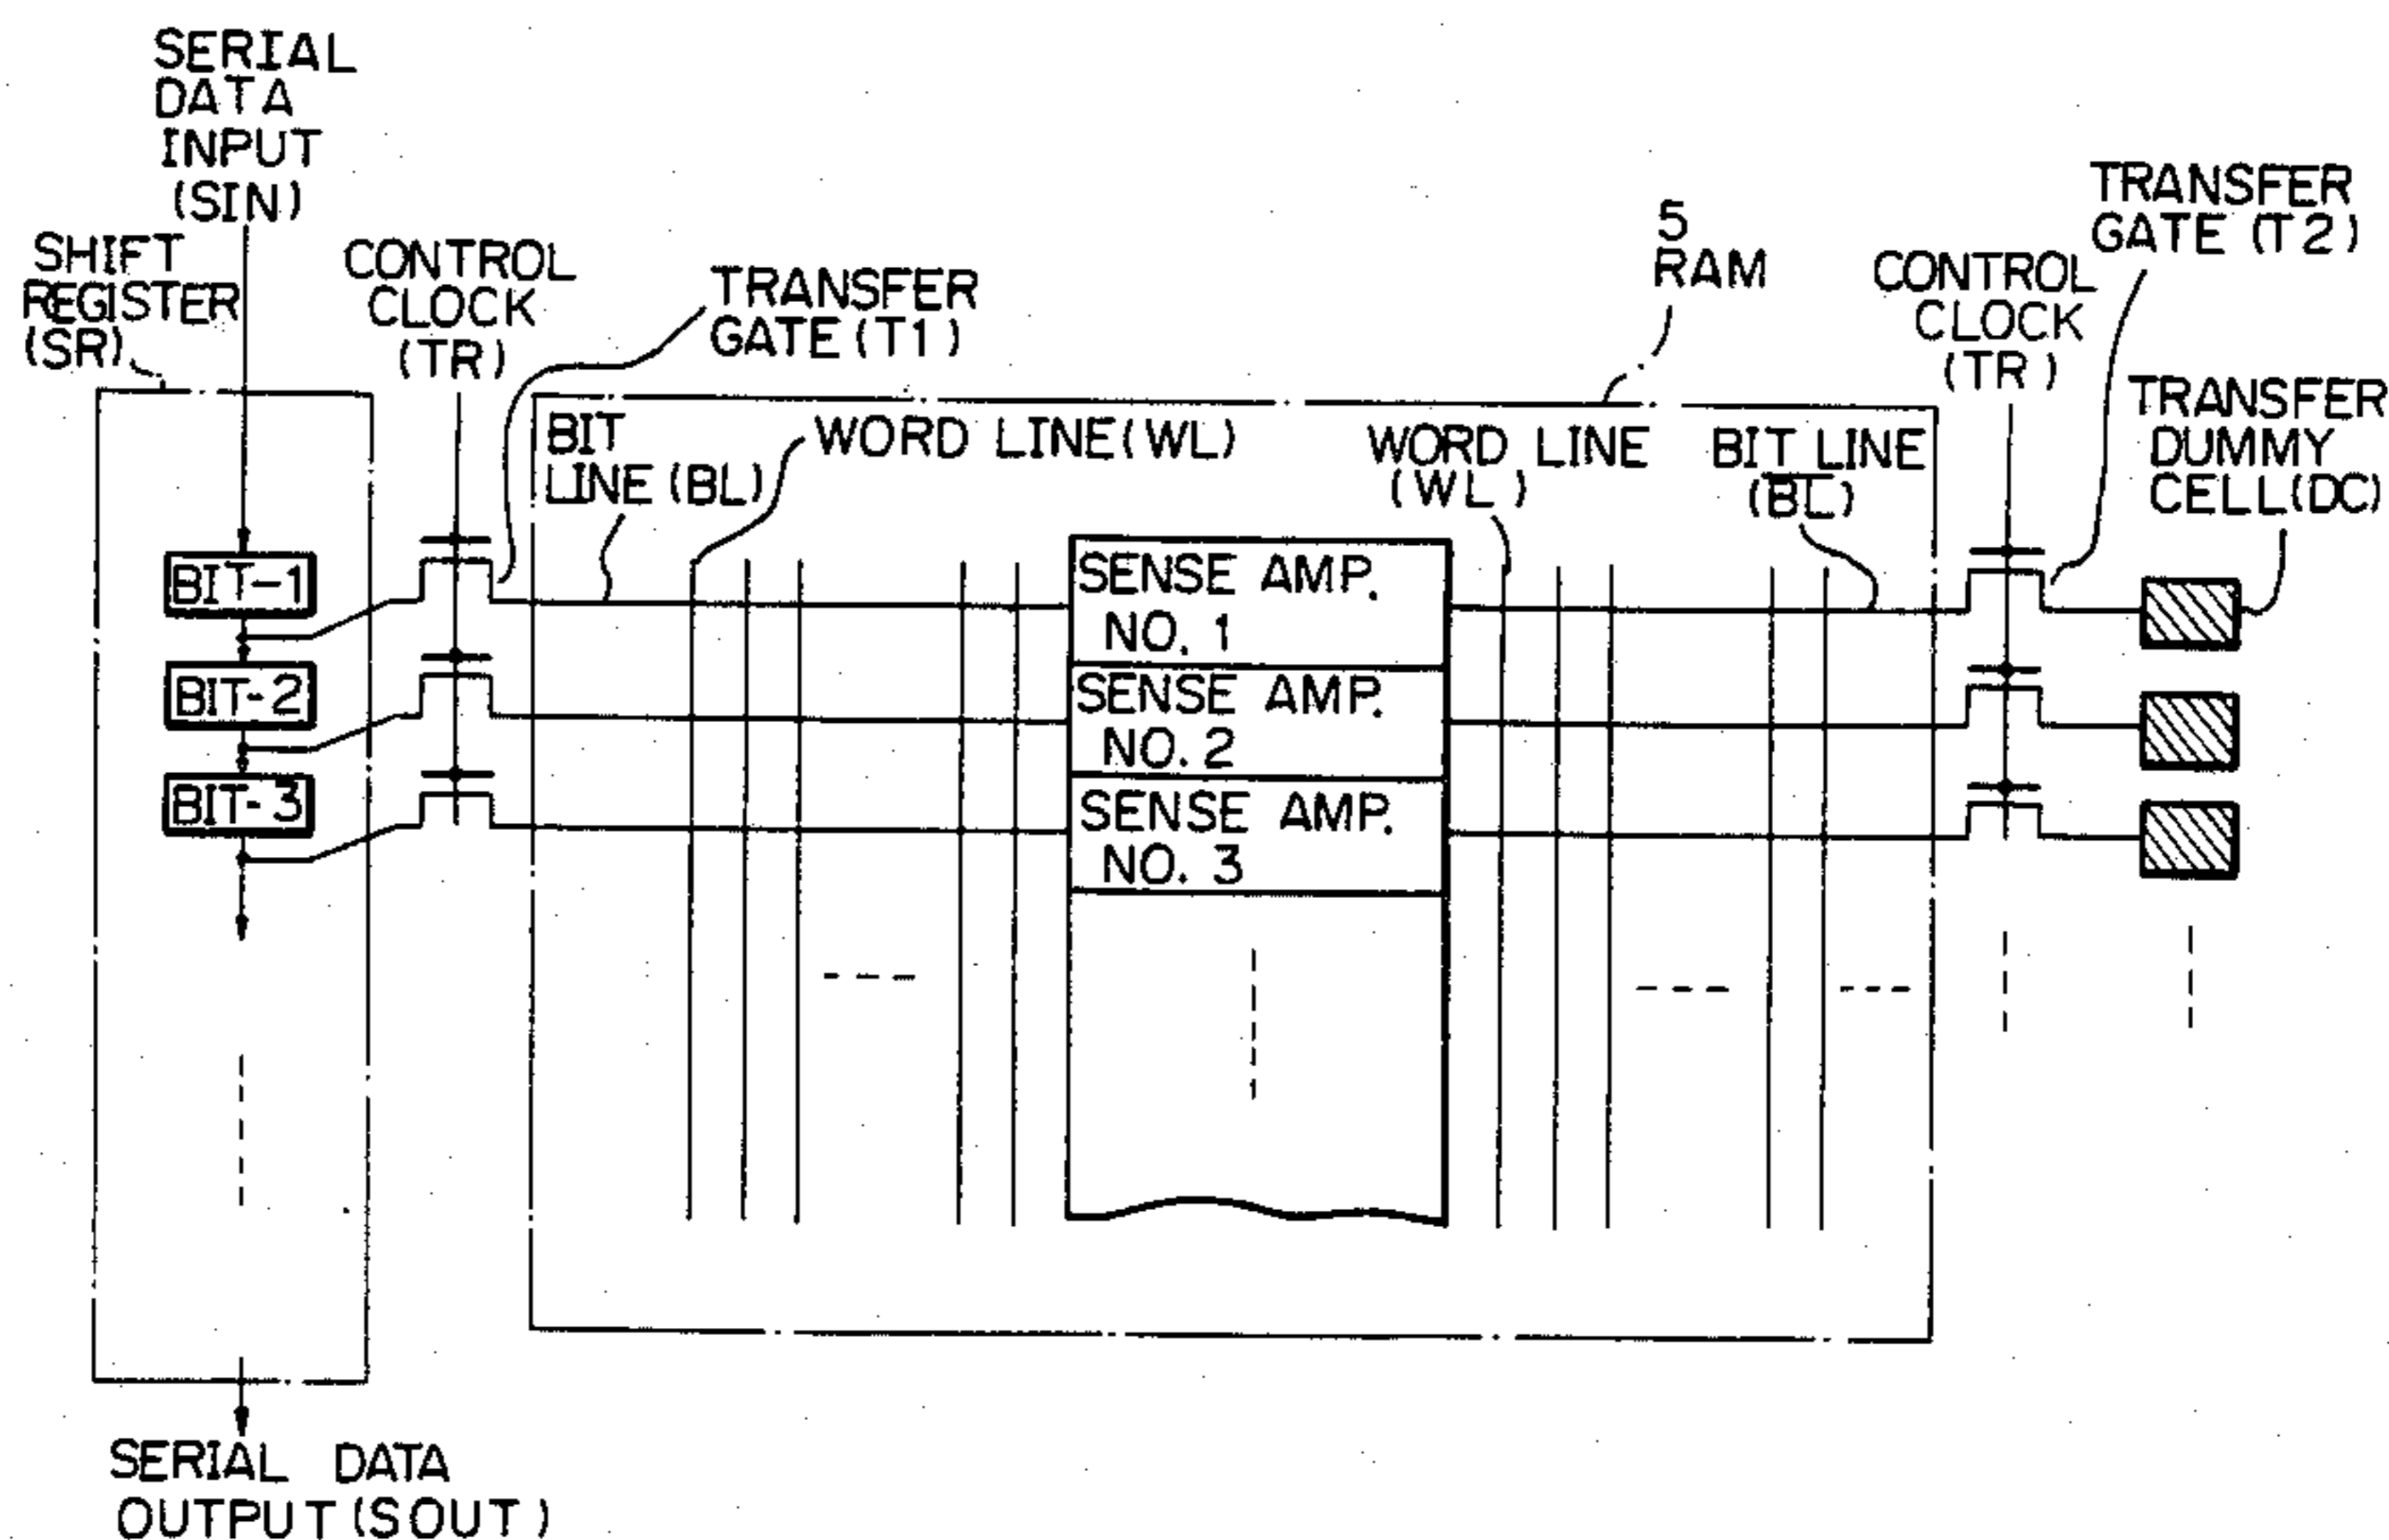 SERIAL
DATA
INPUT
(SIN)
SHIFT
REGISTER
(SR)
CONTROL
CLOCK
(TR)
TRANSFER
GATE (T1)
5
RAM
CONTROL
CLOCK
(TR)
TRANSFER
GATE (T2)
TRANSFER
DUMMY
CELL (DC)
BIT
LINE (BL)
WORD LINE (WL)
WORD LINE
(WL)
BIT LINE
(B̅L̅)
BIT-1
BIT-2
BIT-3
SENSE AMP.
NO. 1
SENSE AMP.
NO. 2
SENSE AMP.
NO. 3
SERIAL DATA
OUTPUT (SOUT)